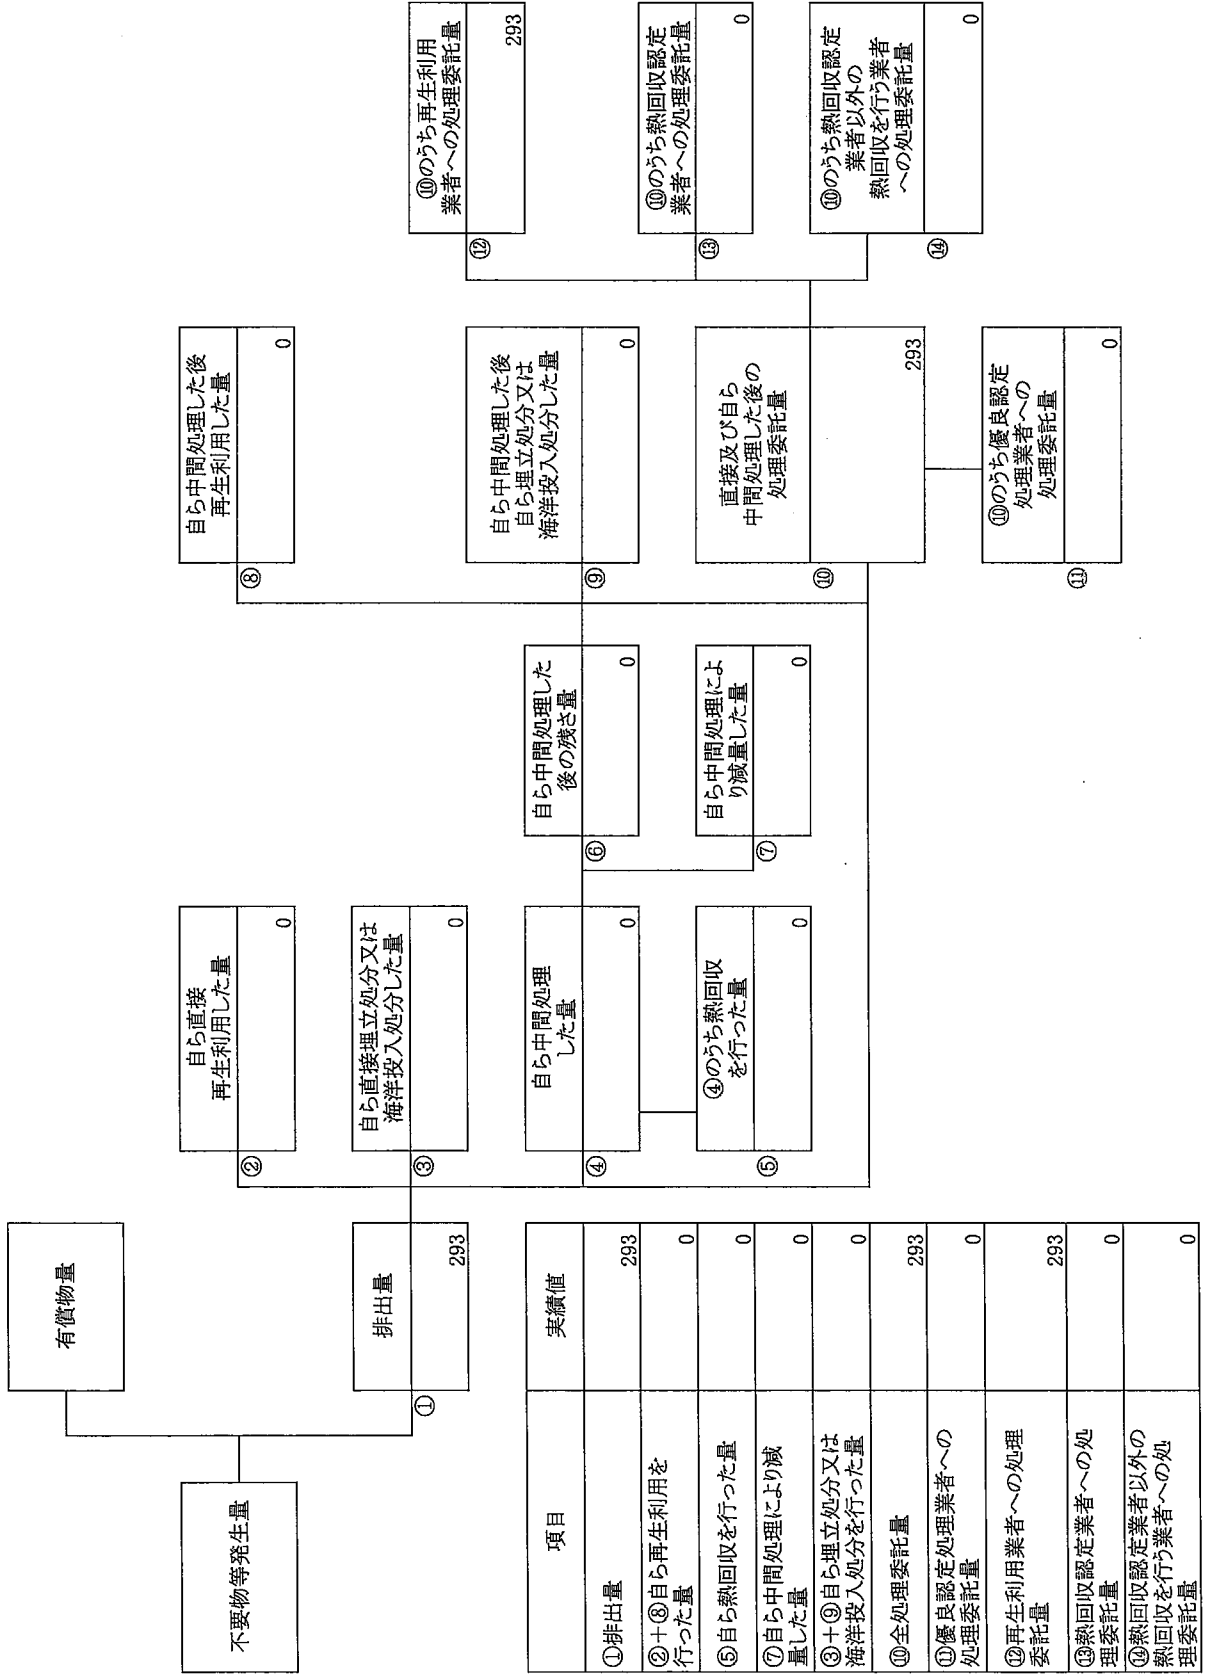 不要物等発生量
有償物量
①
排出量
293
②
自ら直接
再生利用した量
0
③
自ら直接埋立処分又は
海洋投入処分した量
0
④
自ら中間処理
した量
0
⑤
④のうち熱回収
を行った量
0
⑥
自ら中間処理した
後の残さ量
0
⑦
自ら中間処理によ
り減量した量
0
⑧
自ら中間処理した後
再生利用した量
0
⑨
自ら中間処理した後
自ら埋立処分又は
海洋投入処分した量
0
⑩
直接及び自ら
中間処理した後の
処理委託量
293
⑪
⑩のうち優良認定
処理業者への
処理委託量
0
⑫
⑩のうち再生利用
業者への処理委託量
293
⑬
⑩のうち熱回収認定
業者への処理委託量
0
⑭
⑩のうち熱回収認定
業者以外の
熱回収を行う業者
への処理委託量
0
項目
実績値
①排出量
293
②+⑧自ら再生利用を
行った量
0
⑤自ら熱回収を行った量
0
⑦自ら中間処理により減
量した量
0
③+⑨自ら埋立処分又は
海洋投入処分を行った量
0
⑩全処理委託量
293
⑪優良認定処理業者への
処理委託量
0
⑫再生利用業者への処理
委託量
293
⑬熱回収認定業者への処
理委託量
0
⑭熱回収認定業者以外の
熱回収を行う業者への処
理委託量
0